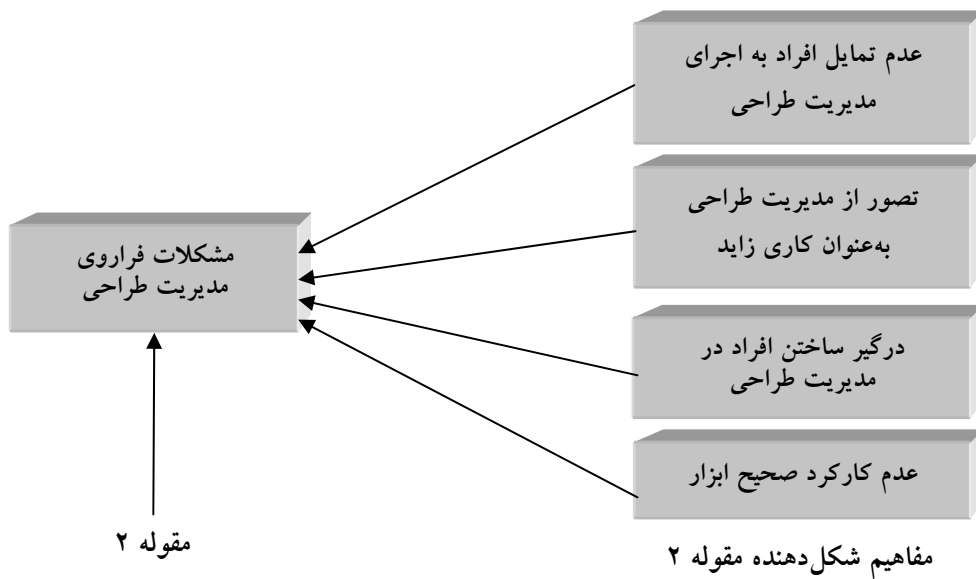 عدم تمایل افراد به اجرای
مدیریت طراحی
تصور از مدیریت طراحی
به‌عنوان کاری زاید
درگیر ساختن افراد در
مدیریت طراحی
عدم کارکرد صحیح ابزار
مفاهیم شکل‌دهنده مقوله ۲
مشکلات فراروی
مدیریت طراحی
مقوله ۲